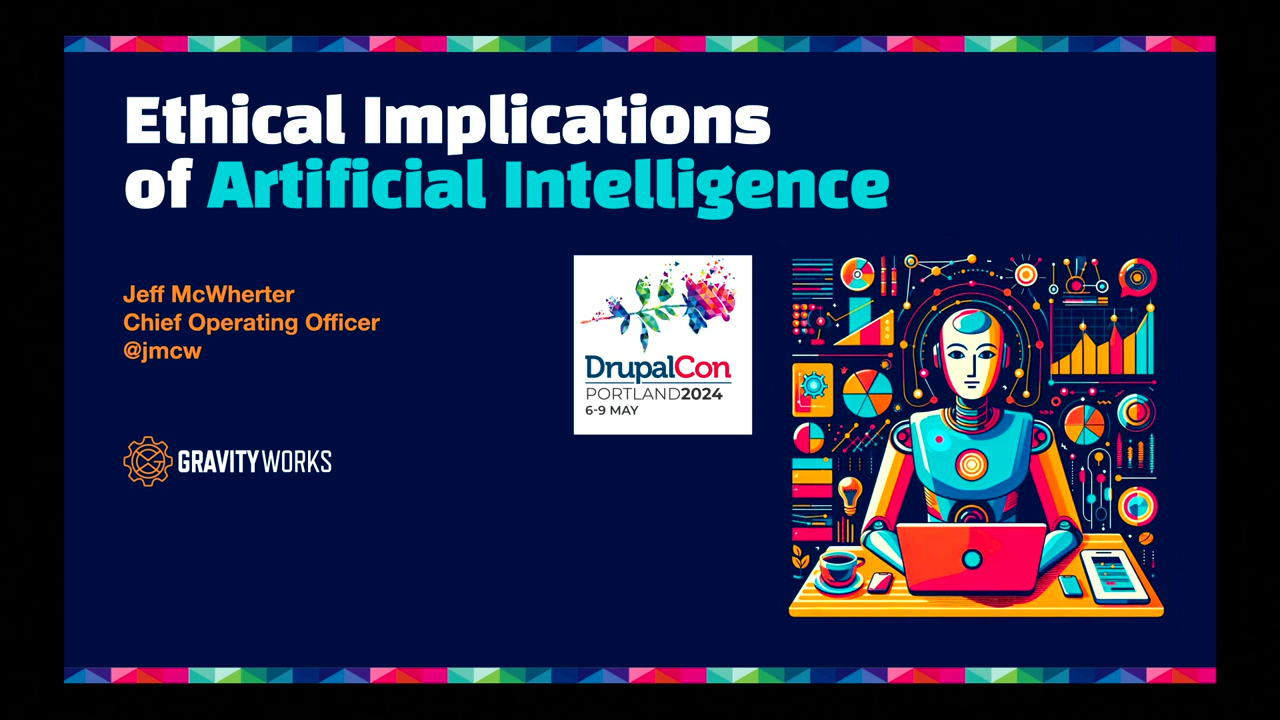 Ethical Implications
of Artificial Intelligence
Jeff McWherter
Chief Operating Officer
@jmcw
GRAVITYWORKS
DrupalCon
PORTLAND2024
6-9 MAY